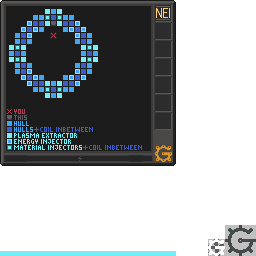 NEI
YOU
THIS
HULL
HULLS+COIL INBETWEEN
PLASMA EXTRACTOR
ENERGY INJECTOR
MATERIAL INJECTORS+COIL INBETWEEN